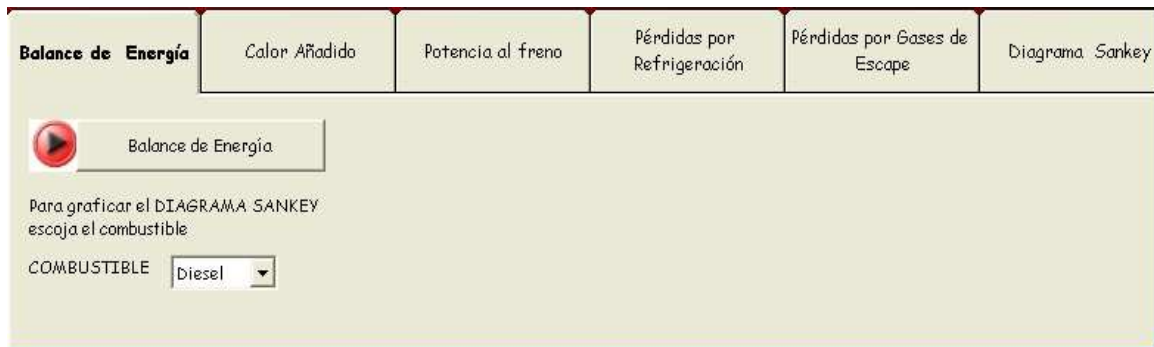 Balance de Energía
Calor Añadido
Potencia al freno
Pérdidas por
Refrigeración
Pérdidas por Gases de
Escape
Diagrama Sankey
Balance de Energía
Para graficar el DIAGRAMA SANKEY
escoja el combustible
COMBUSTIBLE
Diesel